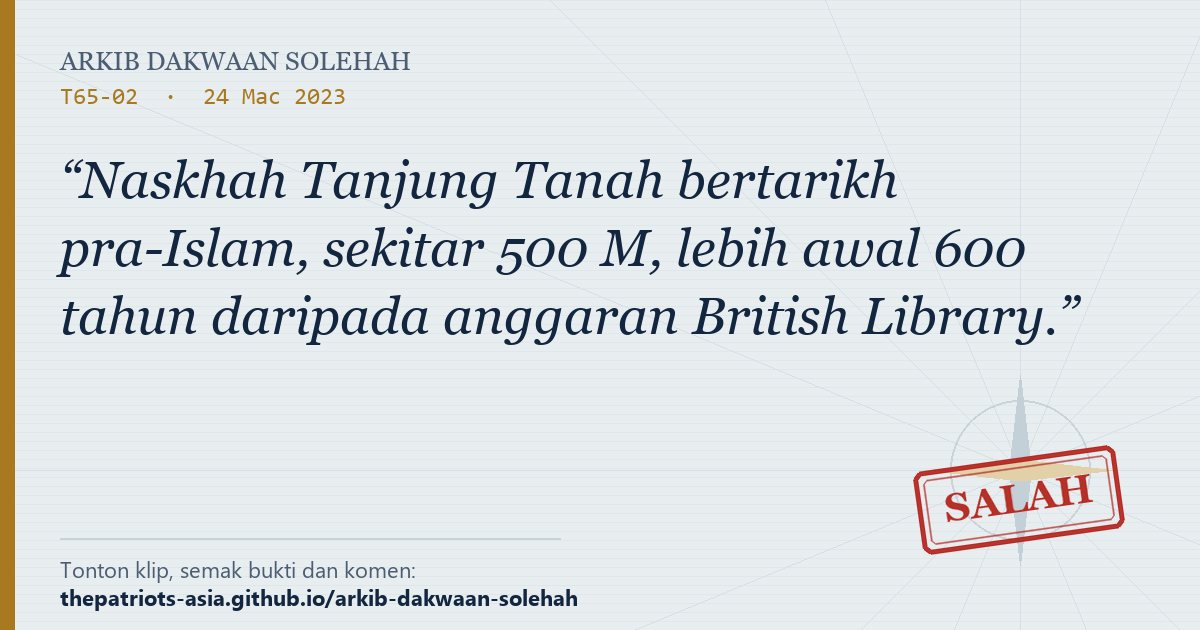 ARKIB DAKWAAN SOLEHAH
T65-02 · 24 Mac 2023
“Naskhah Tanjung Tanah bertarikh
pra-Islam, sekitar 500 M, lebih awal 600
tahun daripada anggaran British Library.”
SALAH
Tonton klip, semak bukti dan komen:
thepatriots-asia.github.io/arkib-dakwaan-solehah